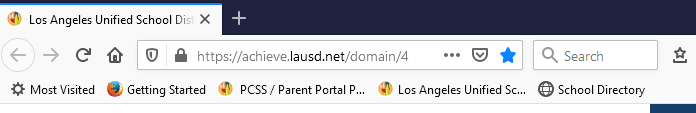 Los Angeles Unified School Dist
https://achieve.lausd.net/domain/4
Search
Most Visited Getting Started PCSS / Parent Portal P... Los Angeles Unified Sc... School Directory